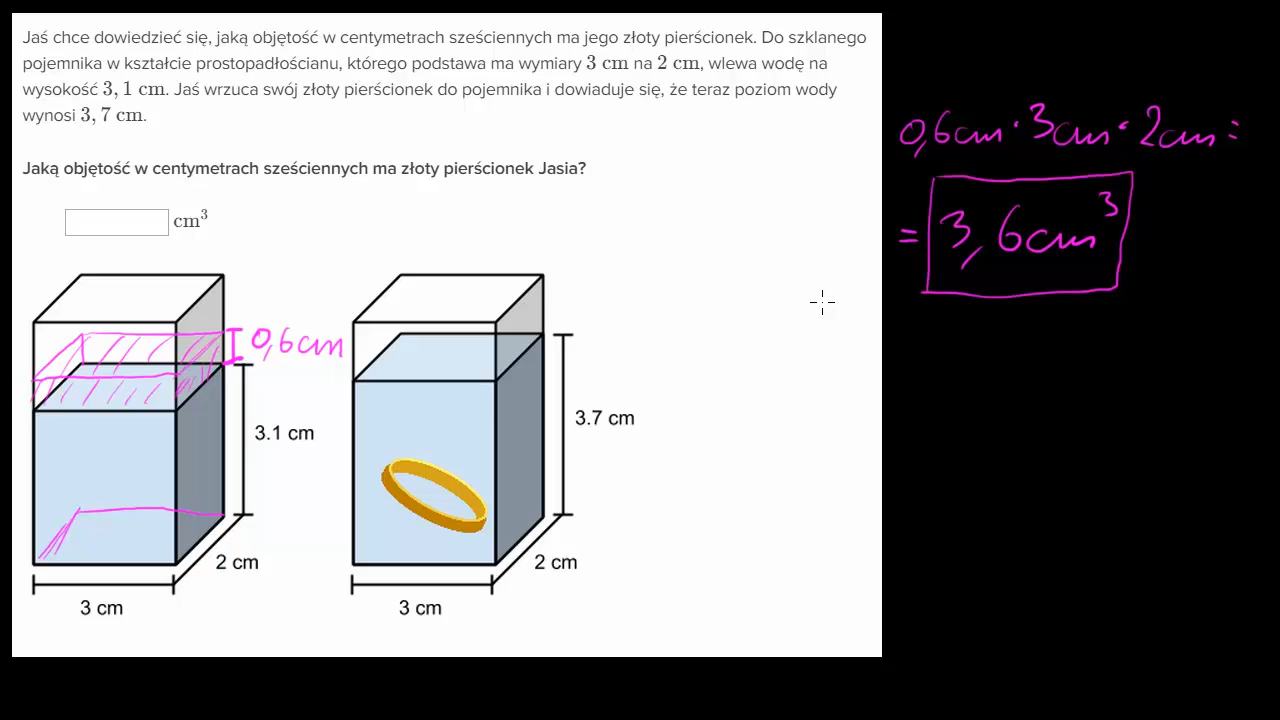 Jaś chce dowiedzieć się, jaką objętość w centymetrach sześciennych ma jego złoty pierścionek. Do szklanego
pojemnika w kształcie prostopadłościanu, którego podstawa ma wymiary 3 cm na 2 cm, wlewa wodę na
wysokość 3, 1 cm. Jaś wrzuca swój złoty pierścionek do pojemnika i dowiaduje się, że teraz poziom wody
wynosi 3, 7 cm.
Jaką objętość w centymetrach sześciennych ma złoty pierścionek Jasia?
cm³
0,6cm · 3cm · 2cm =
= 3,6cm³
0,6cm
3.1 cm
2 cm
3 cm
3.7 cm
2 cm
3 cm